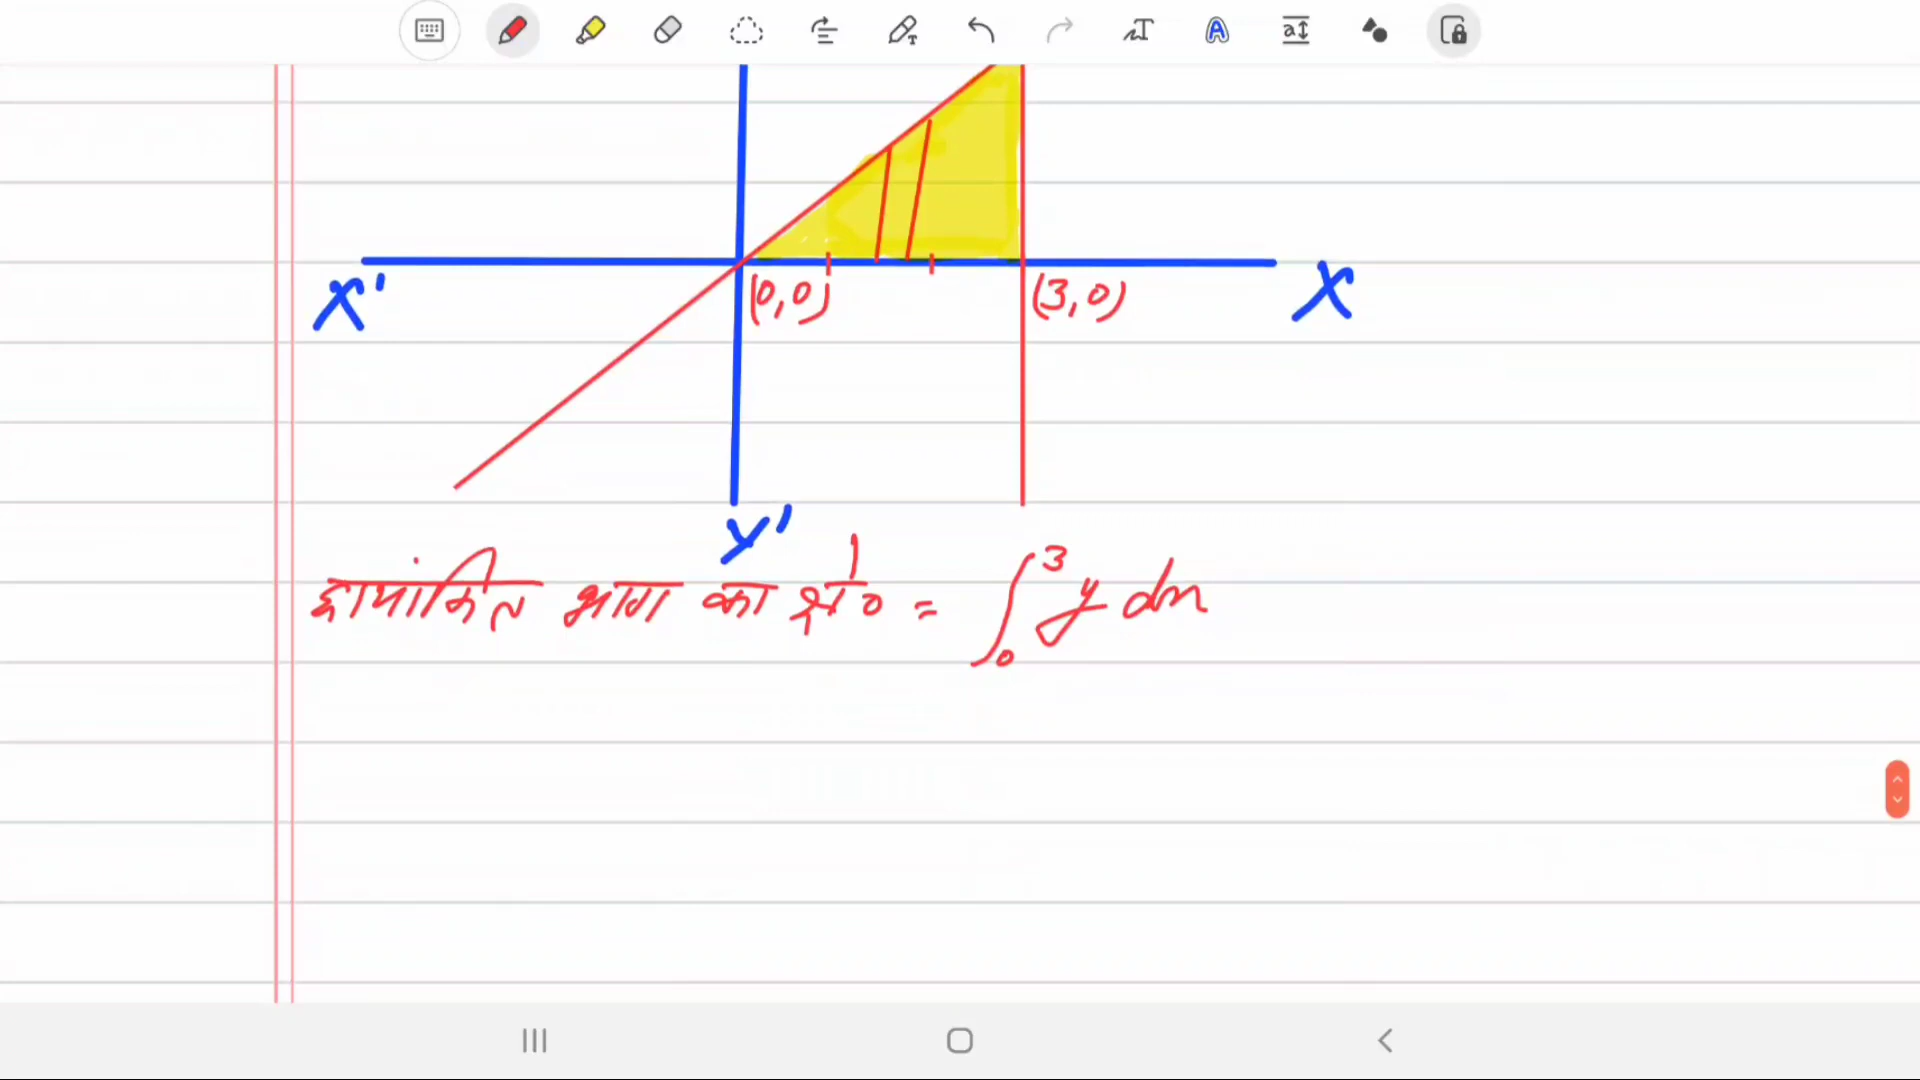 X' (0,0) (3,0) X
Y'
छायांकित भाग का क्षे० = ∫₀³ y dx